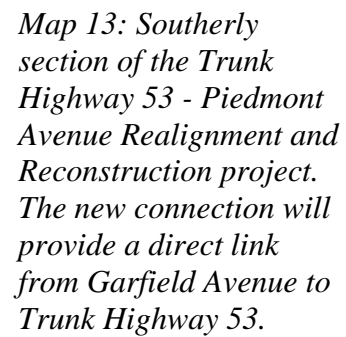 Map 13: Southerly
section of the Trunk
Highway 53 - Piedmont
Avenue Realignment and
Reconstruction project.
The new connection will
provide a direct link
from Garfield Avenue to
Trunk Highway 53.